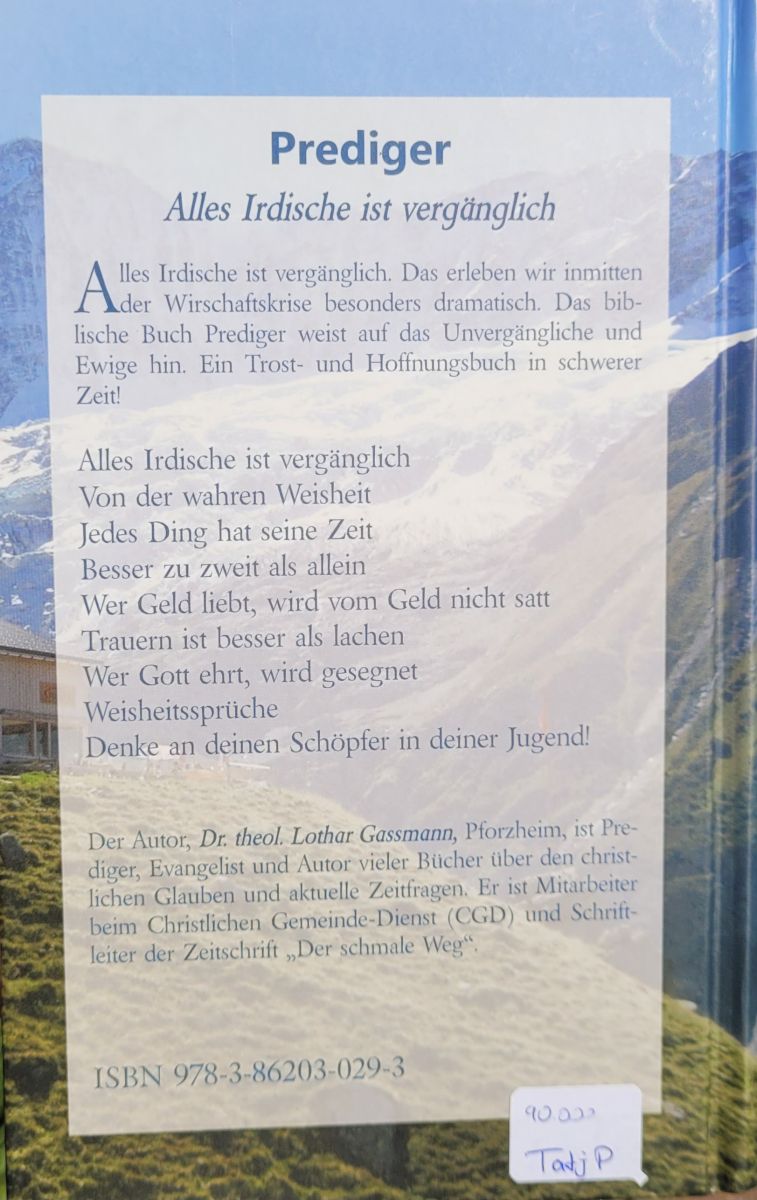 Prediger
Alles Irdische ist vergänglich
Alles Irdische ist vergänglich. Das erleben wir inmitten
der Wirschaftskrise besonders dramatisch. Das bib-
lische Buch Prediger weist auf das Unvergängliche und
Ewige hin. Ein Trost- und Hoffnungsbuch in schwerer
Zeit!
Alles Irdische ist vergänglich
Von der wahren Weisheit
Jedes Ding hat seine Zeit
Besser zu zweit als allein
Wer Geld liebt, wird vom Geld nicht satt
Trauern ist besser als lachen
Wer Gott ehrt, wird gesegnet
Weisheitssprüche
Denke an deinen Schöpfer in deiner Jugend!
Der Autor, Dr. theol. Lothar Gassmann, Pforzheim, ist Pre-
diger, Evangelist und Autor vieler Bücher über den christ-
lichen Glauben und aktuelle Zeitfragen. Er ist Mitarbeiter
beim Christlichen Gemeinde-Dienst (CGD) und Schrift-
leiter der Zeitschrift „Der schmale Weg“.
ISBN 978-3-86203-029-3
90.000
Tatj P